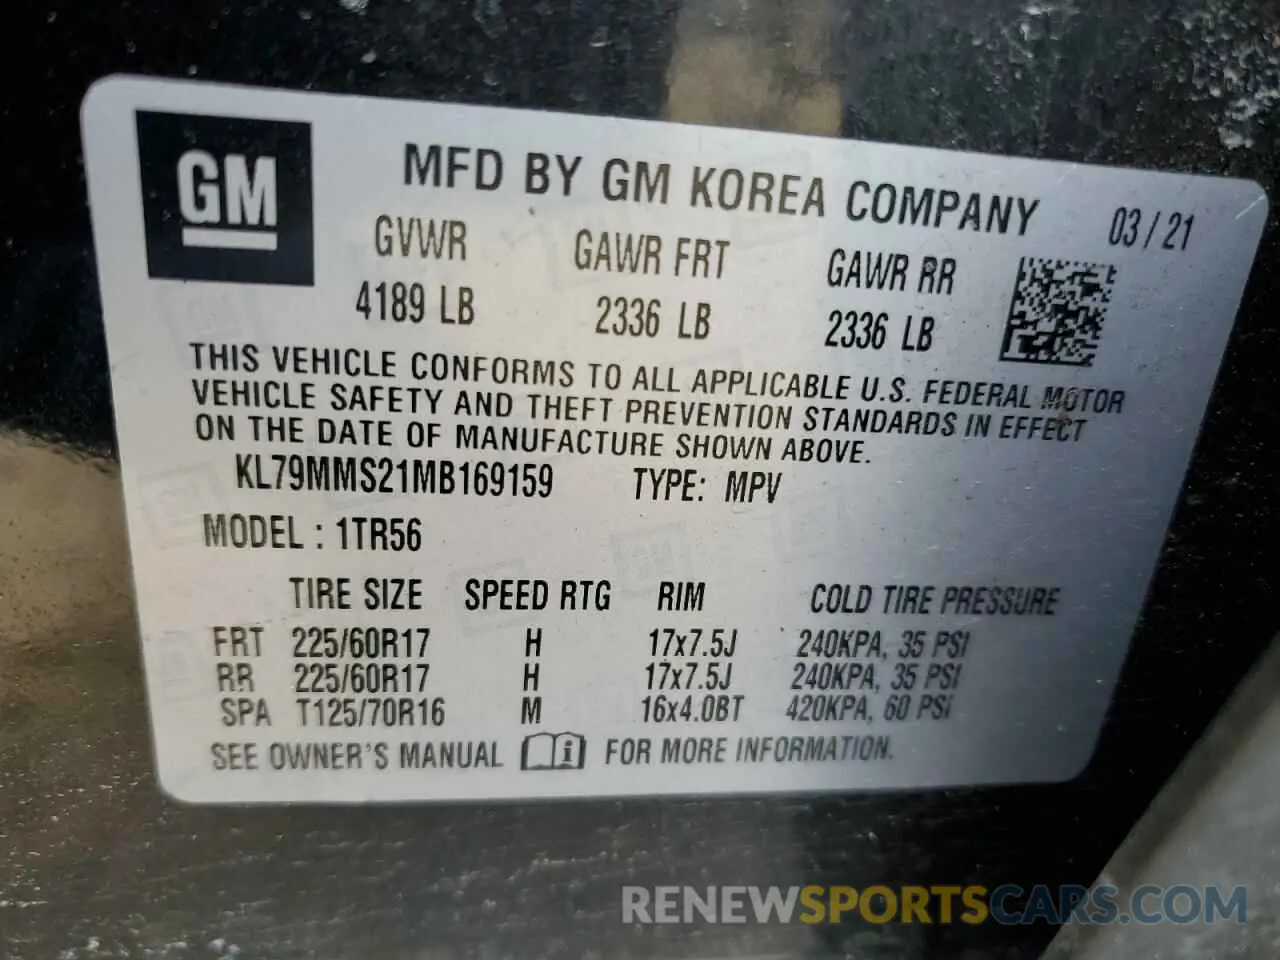 GM
MFD BY GM KOREA COMPANY 03/21
GVWR GAWR FRT GAWR RR
4189 LB 2336 LB 2336 LB
THIS VEHICLE CONFORMS TO ALL APPLICABLE U.S. FEDERAL MOTOR
VEHICLE SAFETY AND THEFT PREVENTION STANDARDS IN EFFECT
ON THE DATE OF MANUFACTURE SHOWN ABOVE.
KL79MMS21MB169159 TYPE: MPV
MODEL : 1TR56
TIRE SIZE SPEED RTG RIM COLD TIRE PRESSURE
FRT 225/60R17 H 17x7.5J 240KPA, 35 PSI
RR 225/60R17 H 17x7.5J 240KPA, 35 PSI
SPA T125/70R16 M 16x4.0BT 420KPA, 60 PSI
SEE OWNER'S MANUAL i FOR MORE INFORMATION.
RENEWSPORTSCARS.COM